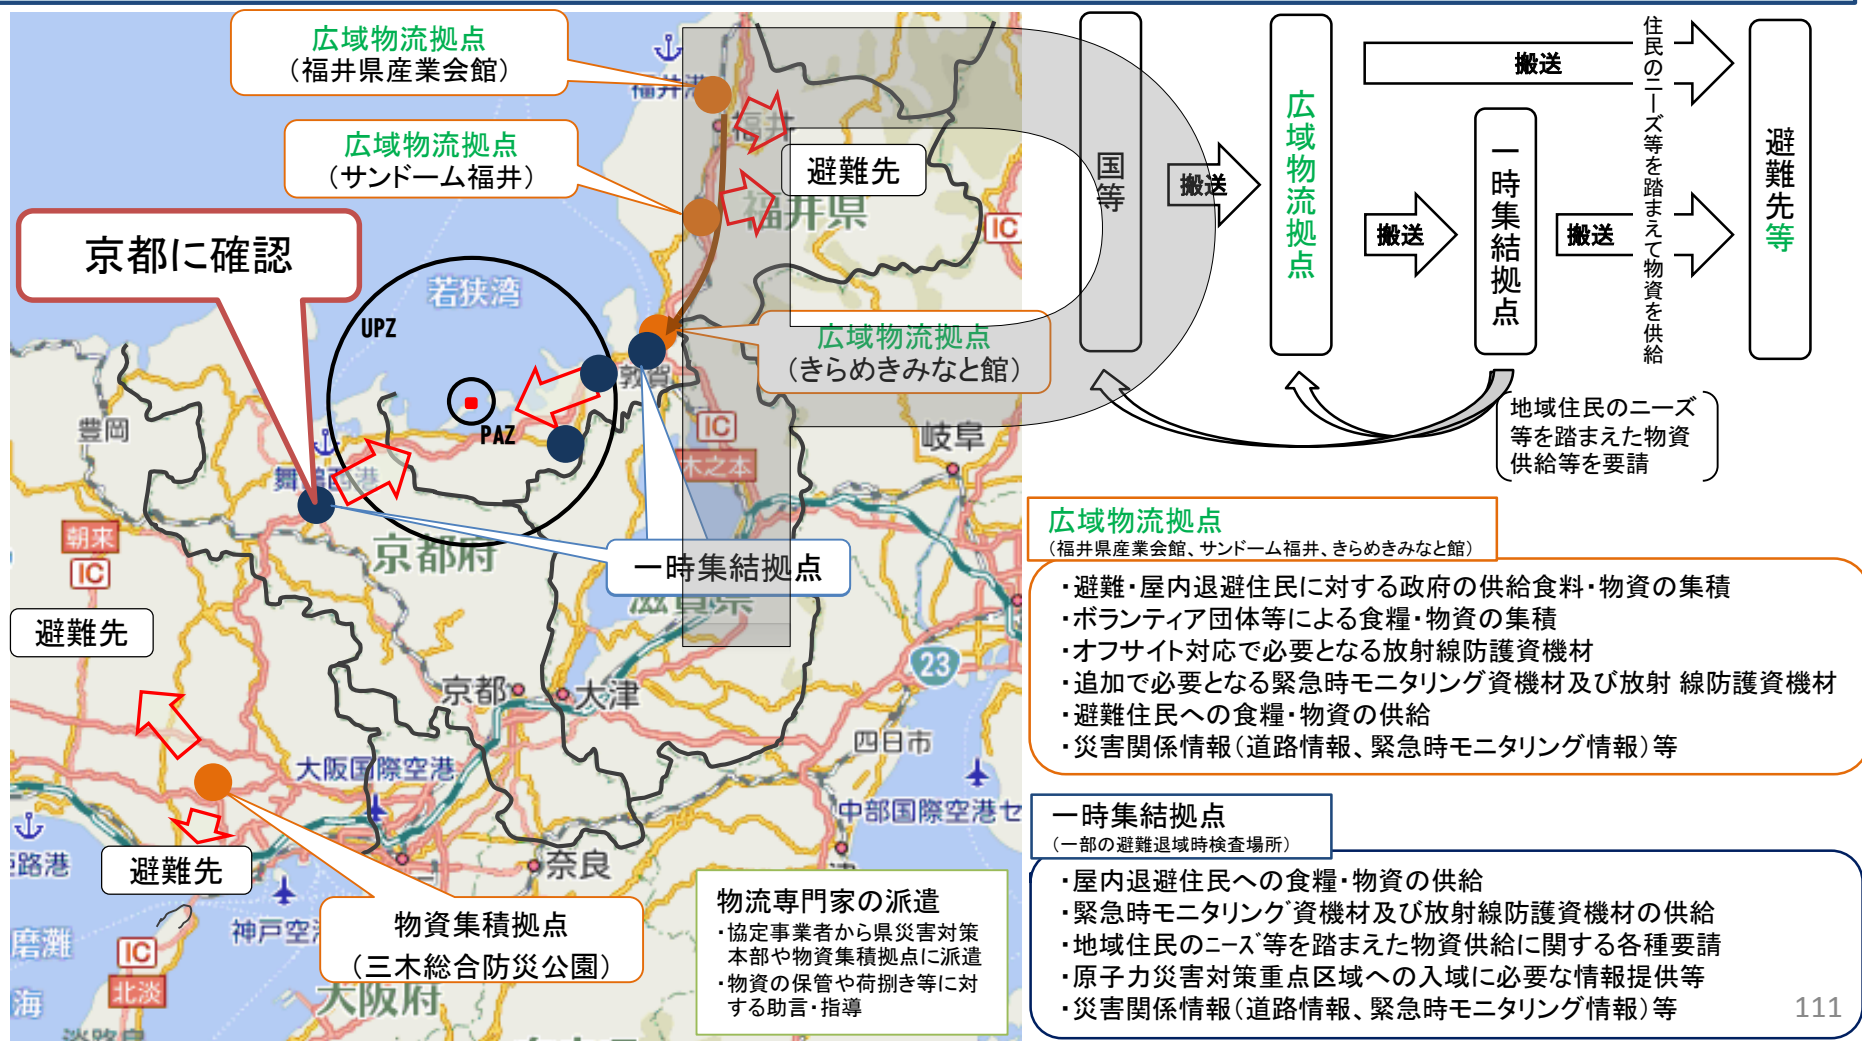 広域物流拠点
（福井県産業会館）
広域物流拠点
（サンドーム福井）
京都に確認
避難先
福井港
福井
福井県
IC
若狭湾
UPZ
PAZ
広域物流拠点
（きらめきみなと館）
敦賀
豊岡
IC
木之本
岐阜
京都府
朝来
IC
一時集結拠点
滋賀県
避難先
23
京都
大津
四日市
大阪国際空港
中部国際空港セ
路港
避難先
奈良
物資集積拠点
（三木総合防災公園）
磨灘
IC
北淡
海
大阪府
物流専門家の派遣
・協定事業者から県災害対策
本部や物資集積拠点に派遣
・物資の保管や荷捌き等に対
する助言・指導
国等
搬送
広域物流拠点
搬送
搬送
一時集結拠点
搬送
住民のニーズ等を踏まえて物資を供給
避難先等
地域住民のニーズ
等を踏まえた物資
供給等を要請
広域物流拠点
（福井県産業会館、サンドーム福井、きらめきみなと館）
・避難・屋内退避住民に対する政府の供給食料・物資の集積
・ボランティア団体等による食糧・物資の集積
・オフサイト対応で必要となる放射線防護資機材
・追加で必要となる緊急時モニタリング資機材及び放射 線防護資機材
・避難住民への食糧・物資の供給
・災害関係情報（道路情報、緊急時モニタリング情報）等
一時集結拠点
（一部の避難退域時検査場所）
・屋内退避住民への食糧・物資の供給
・緊急時モニタリング資機材及び放射線防護資機材の供給
・地域住民のニーズ等を踏まえた物資供給に関する各種要請
・原子力災害対策重点区域への入域に必要な情報提供等
・災害関係情報（道路情報、緊急時モニタリング情報）等
111